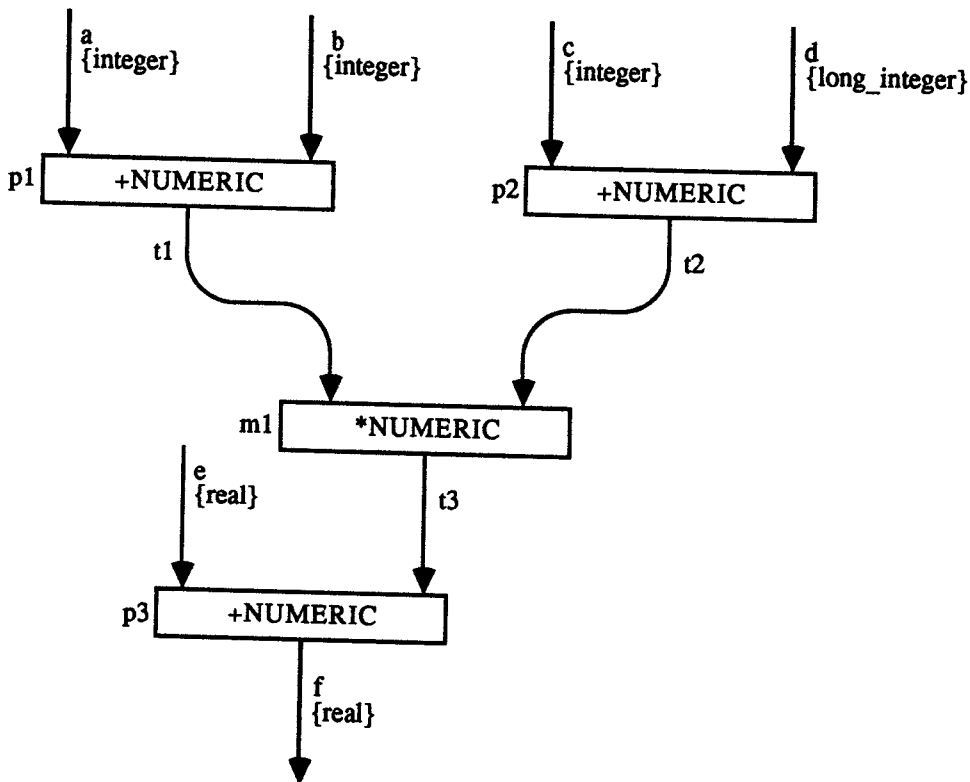 a
{integer}
b
{integer}
c
{integer}
d
{long_integer}
p1
+NUMERIC
p2
+NUMERIC
t1
t2
m1
*NUMERIC
e
{real}
t3
p3
+NUMERIC
f
{real}